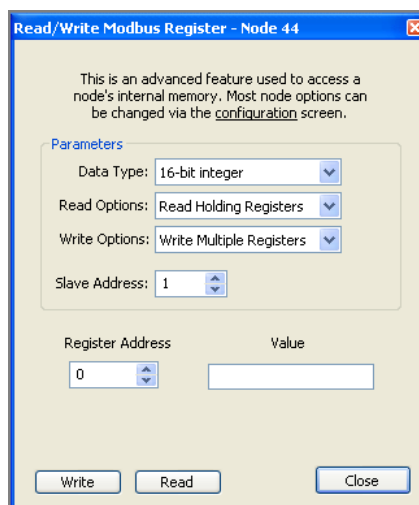 Read/Write Modbus Register - Node 44
This is an advanced feature used to access a
node's internal memory. Most node options can
be changed via the configuration screen.
Parameters
Data Type: 16-bit integer
Read Options: Read Holding Registers
Write Options: Write Multiple Registers
Slave Address: 1
Register Address Value
0
Write Read Close